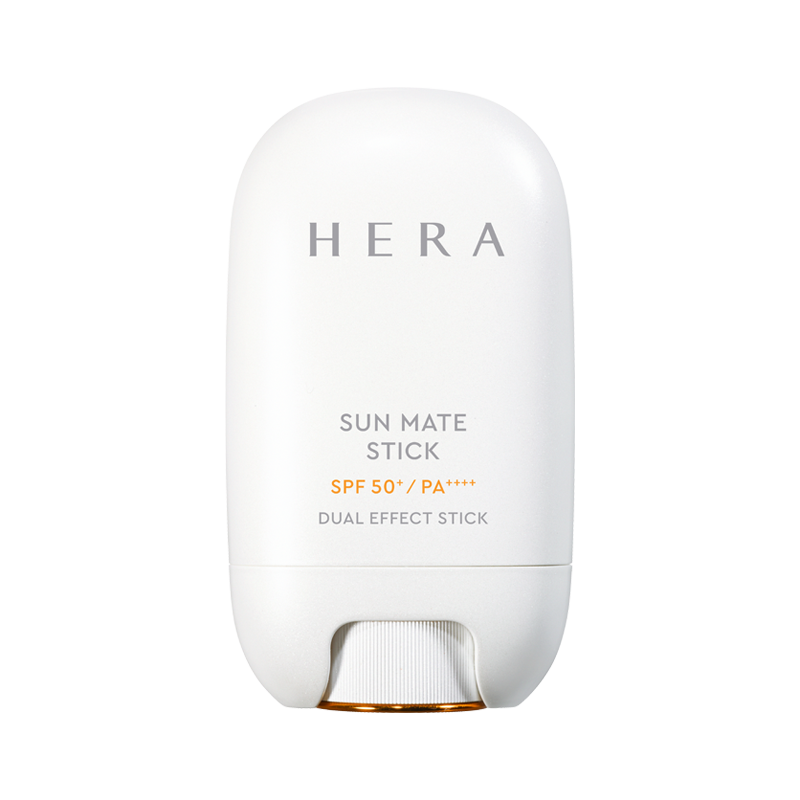 HERA
SUN MATE
STICK
SPF 50⁺ / PA⁺⁺⁺⁺
DUAL EFFECT STICK